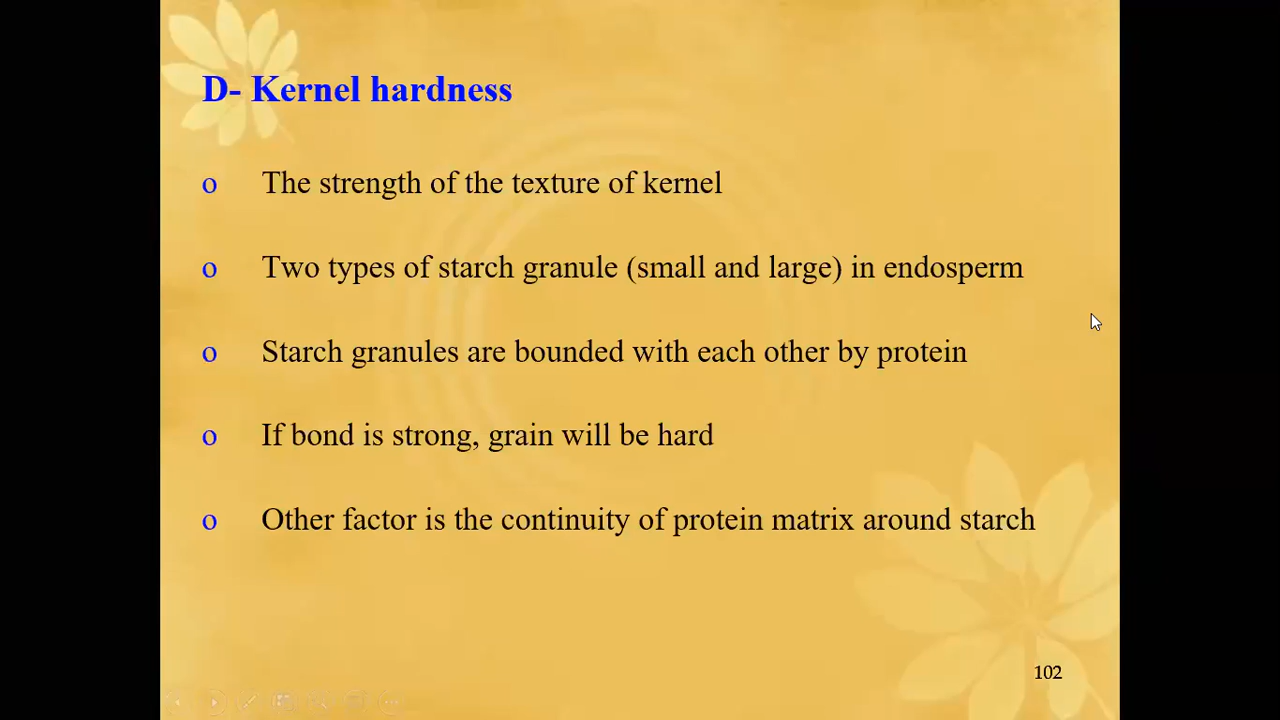 D- Kernel hardness
o The strength of the texture of kernel
o Two types of starch granule (small and large) in endosperm
o Starch granules are bounded with each other by protein
o If bond is strong, grain will be hard
o Other factor is the continuity of protein matrix around starch
102